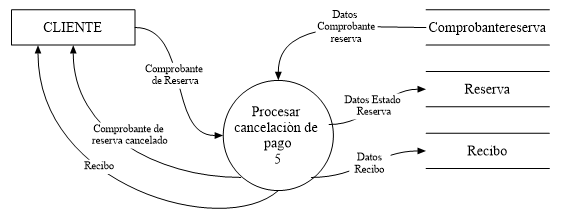 CLIENTE
Datos
Comprobante
reserva
Comprobantereserva
Comprobante
de Reserva
Procesar
cancelaciòn de
pago
5
Datos Estado
Reserva
Reserva
Comprobante de
reserva cancelado
Recibo
Datos
Recibo
Recibo